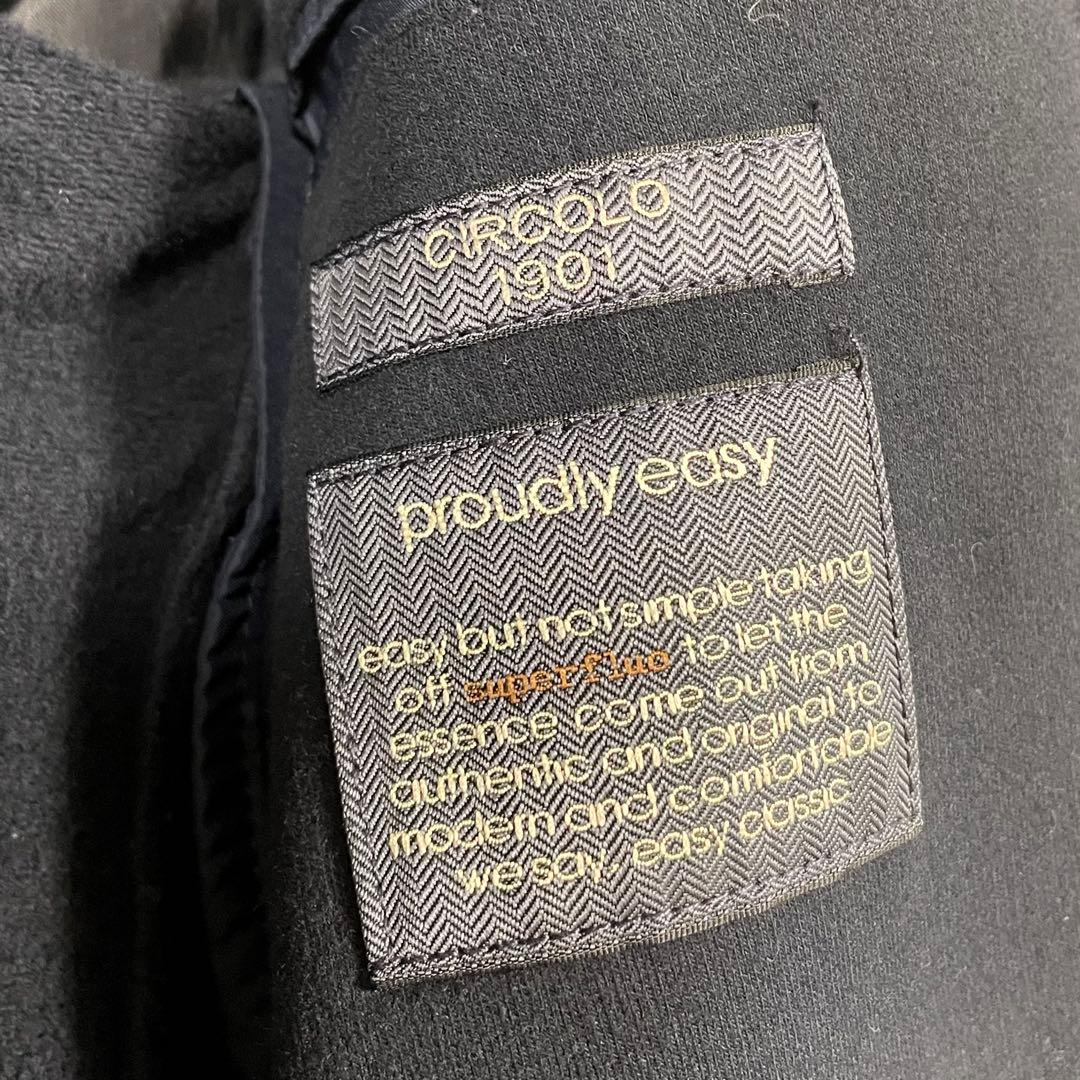 CIRCOLO
1901
proudly easy
easy but not simple taking
off superfluo to let the
essence come out from
authentic and original to
modern and comfortable
we say, easy classic